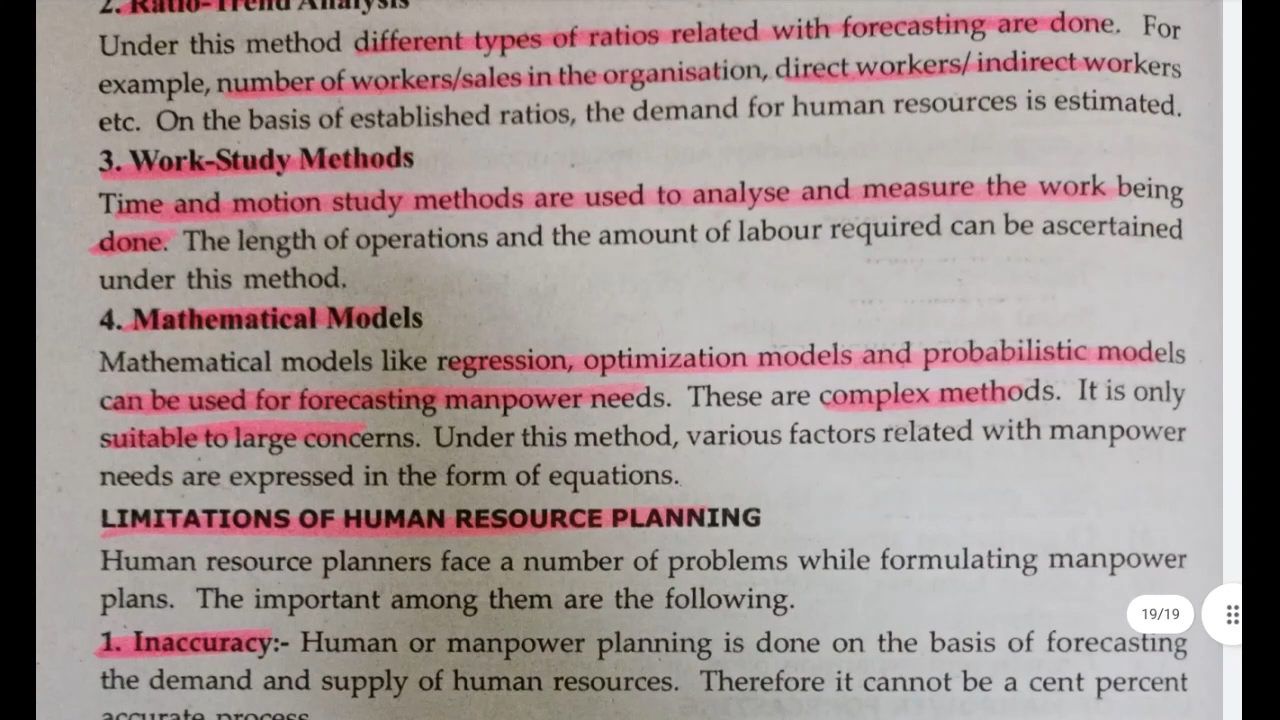 2. Ratio-Trend Analysis
Under this method different types of ratios related with forecasting are done. For
example, number of workers/sales in the organisation, direct workers/ indirect workers
etc. On the basis of established ratios, the demand for human resources is estimated.
3. Work-Study Methods
Time and motion study methods are used to analyse and measure the work being
done. The length of operations and the amount of labour required can be ascertained
under this method.
4. Mathematical Models
Mathematical models like regression, optimization models and probabilistic models
can be used for forecasting manpower needs. These are complex methods. It is only
suitable to large concerns. Under this method, various factors related with manpower
needs are expressed in the form of equations.
LIMITATIONS OF HUMAN RESOURCE PLANNING
Human resource planners face a number of problems while formulating manpower
plans. The important among them are the following.
19/19
1. Inaccuracy:- Human or manpower planning is done on the basis of forecasting
the demand and supply of human resources. Therefore it cannot be a cent percent
accurate process